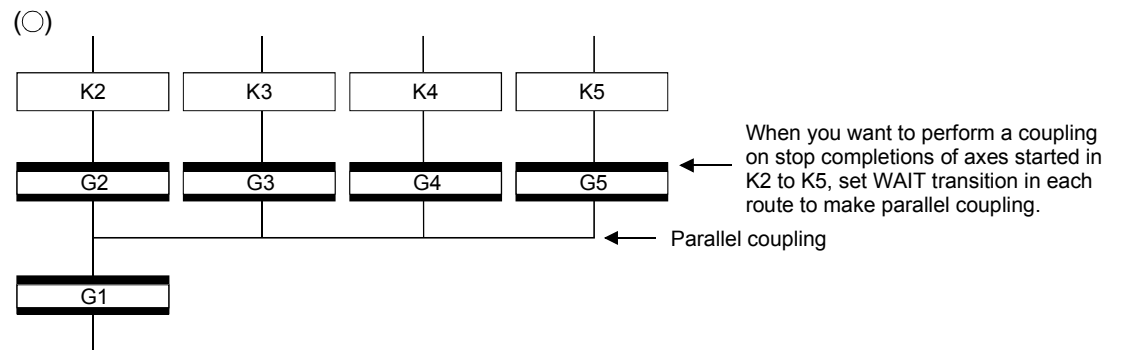 (○)
K2 K3 K4 K5
When you want to perform a coupling
on stop completions of axes started in
K2 to K5, set WAIT transition in each
route to make parallel coupling.
G2 G3 G4 G5
Parallel coupling
G1